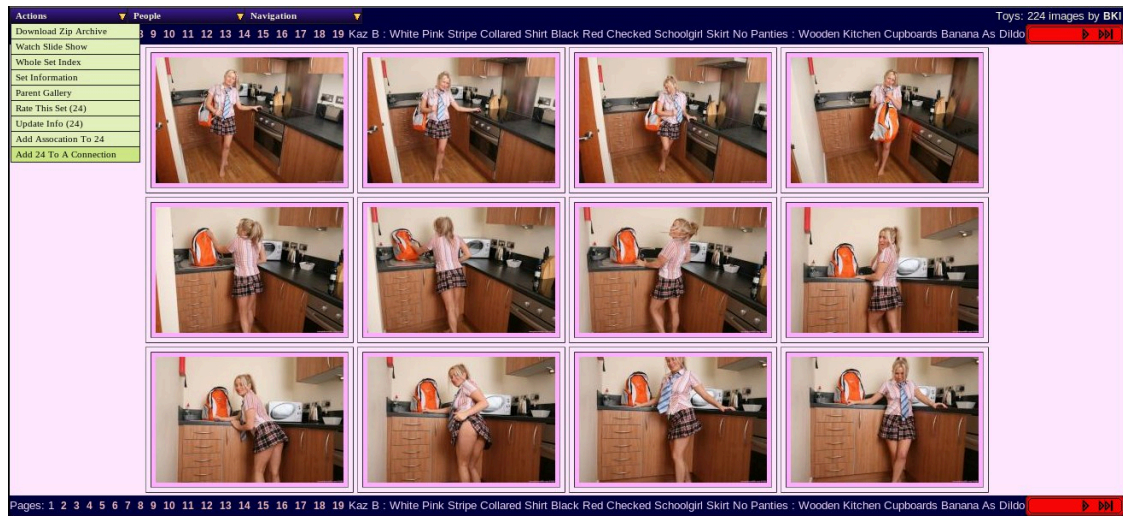 Actions People Navigation Toys: 224 images by BKI
8 9 10 11 12 13 14 15 16 17 18 19 Kaz B : White Pink Stripe Collared Shirt Black Red Checked Schoolgirl Skirt No Panties : Wooden Kitchen Cupboards Banana As Dildo
Download Zip Archive
Watch Slide Show
Whole Set Index
Set Information
Parent Gallery
Rate This Set (24)
Update Info (24)
Add Assocation To 24
Add 24 To A Connection
Pages: 1 2 3 4 5 6 7 8 9 10 11 12 13 14 15 16 17 18 19 Kaz B : White Pink Stripe Collared Shirt Black Red Checked Schoolgirl Skirt No Panties : Wooden Kitchen Cupboards Banana As Dildo